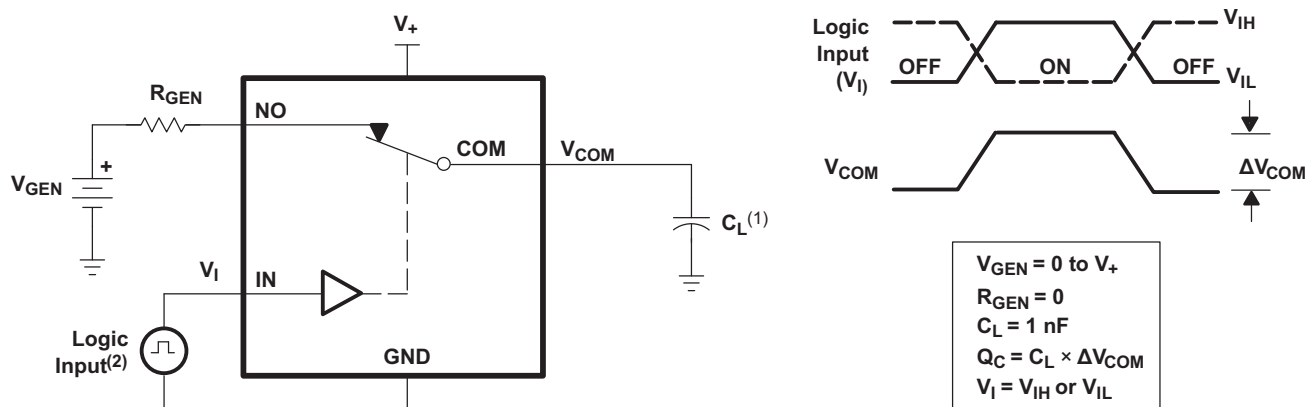 V+
RGEN
NO
COM
VCOM
VGEN
+
CL(1)
VI
IN
Logic
Input(2)
GND
Logic
Input
(VI)
OFF
ON
OFF
VIH
VIL
VCOM
ΔVCOM
VGEN = 0 to V+
RGEN = 0
CL = 1 nF
QC = CL × ΔVCOM
VI = VIH or VIL